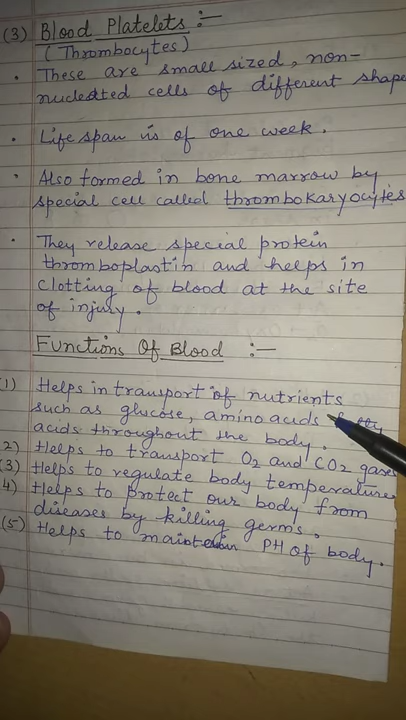 (3) Blood Platelets :-
(Thrombocytes)
• These are small sized, non-
nucleated cells of different shape
• Life span is of one week.
• Also formed in bone marrow by
special cell called thrombokaryocytes
• They release special protein
thromboplastin and helps in
clotting of blood at the site
of injury.
Functions Of Blood :-
(1) Helps in transport of nutrients
such as glucose, amino acids
acids throughout the body.
2) Helps to transport O2 and CO2 gases
(3) Helps to regulate body temperature
4) Helps to protect our body from
diseases by killing germs.
(5) Helps to maintain PH of body.